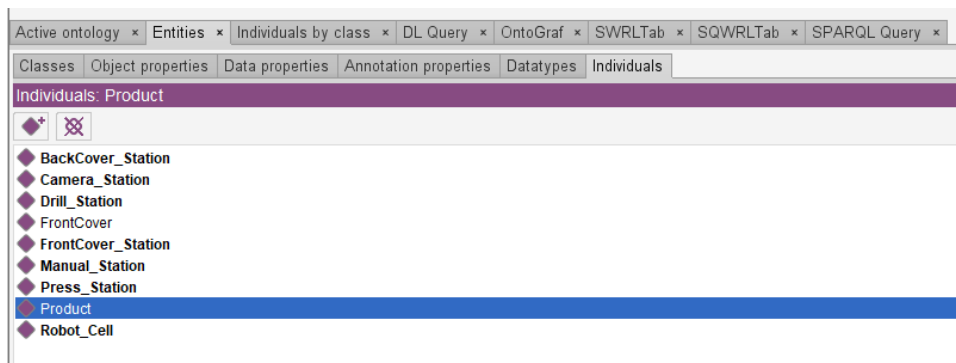 Active ontology × Entities × Individuals by class × DL Query × OntoGraf × SWRLTab × SQWRLTab × SPARQL Query ×
Classes Object properties Data properties Annotation properties Datatypes Individuals
Individuals: Product
BackCover_Station
Camera_Station
Drill_Station
FrontCover
FrontCover_Station
Manual_Station
Press_Station
Product
Robot_Cell